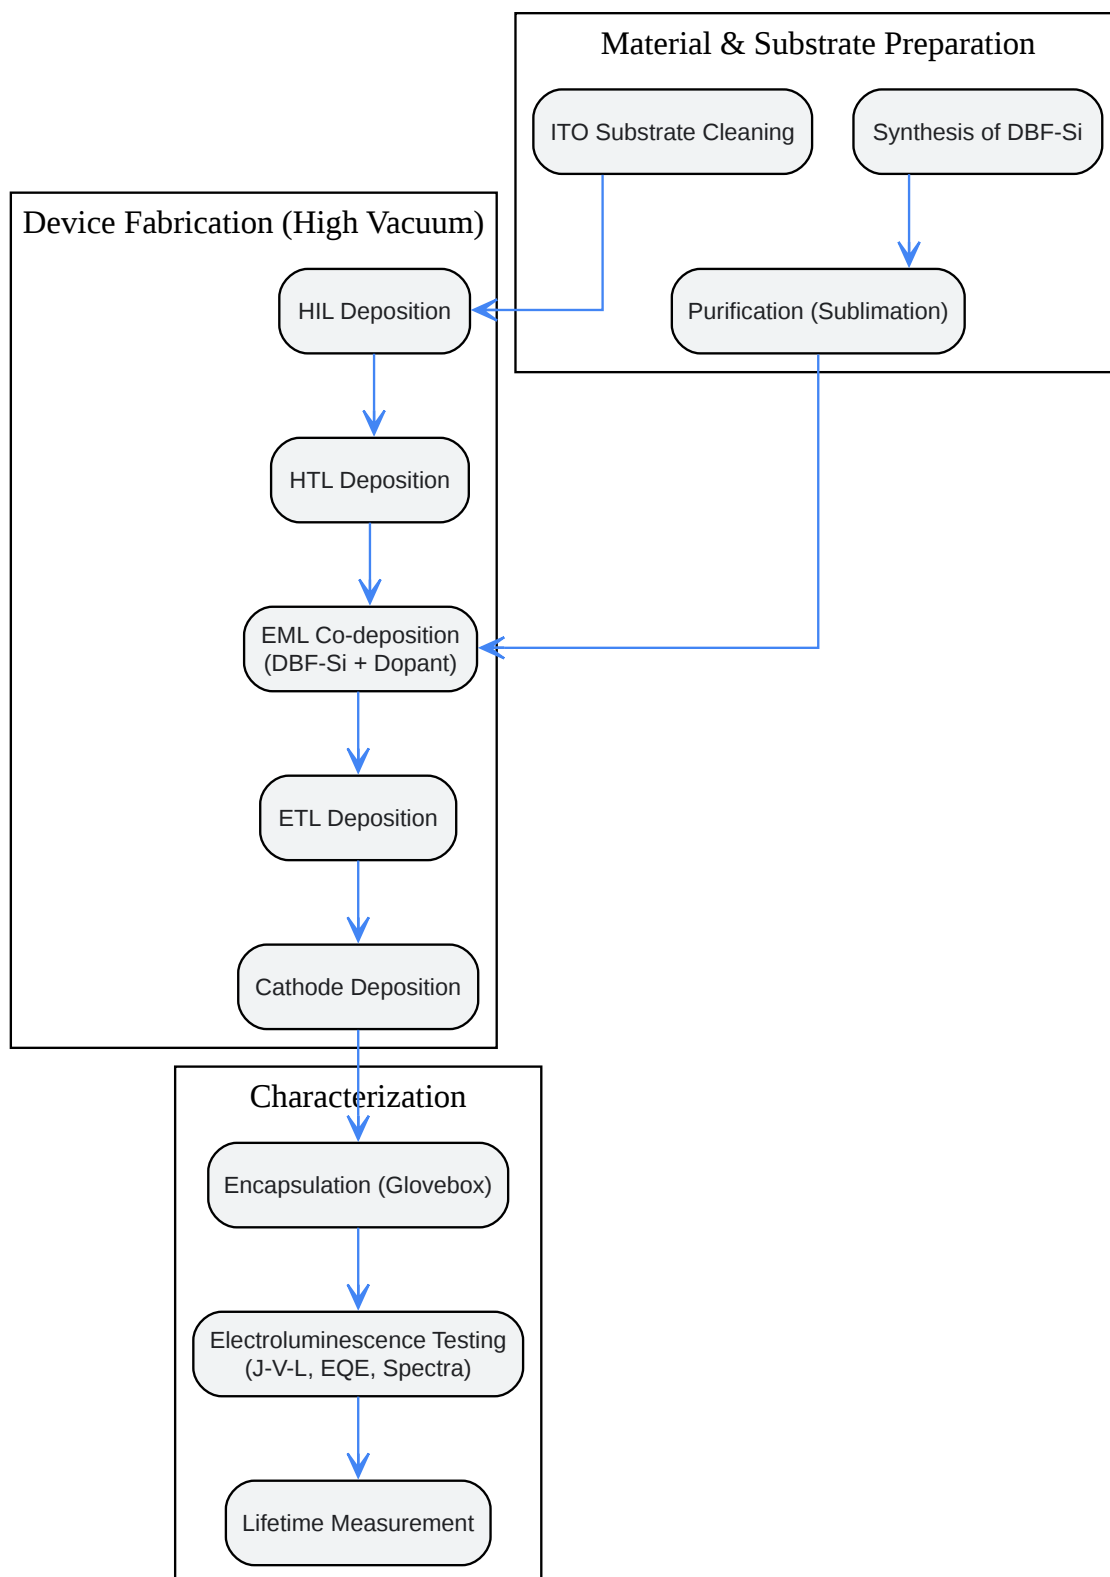 Material & Substrate Preparation
ITO Substrate Cleaning
Synthesis of DBF-Si
Purification (Sublimation)
Device Fabrication (High Vacuum)
HIL Deposition
HTL Deposition
EML Co-deposition
(DBF-Si + Dopant)
ETL Deposition
Cathode Deposition
Characterization
Encapsulation (Glovebox)
Electroluminescence Testing
(J-V-L, EQE, Spectra)
Lifetime Measurement